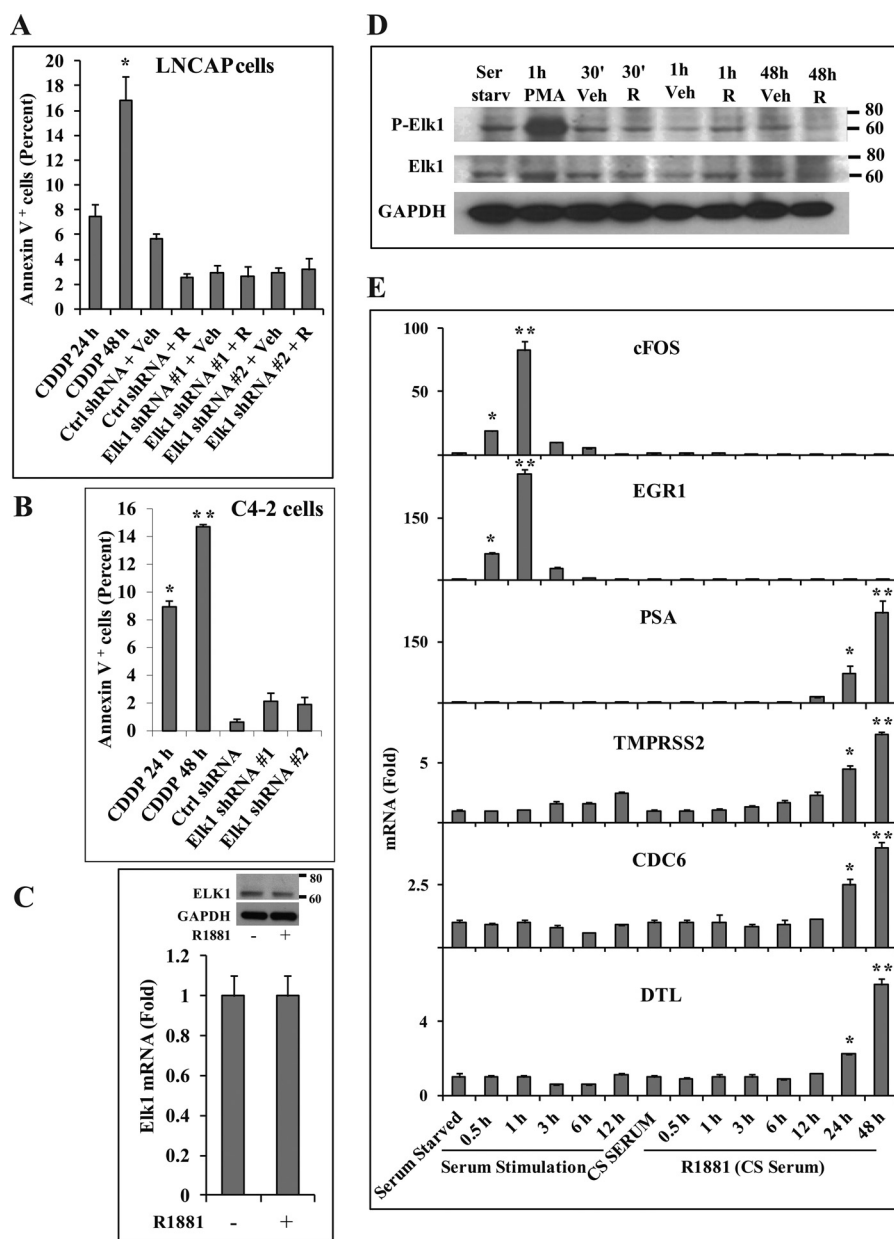 A
LNCAP cells
Annexin V + cells (Percent)
20
18
16
14
12
10
8
6
4
2
0
*
CDDP 24 h
CDDP 48 h
Ctrl shRNA + Veh
Ctrl shRNA + R
Elk1 shRNA #1 + Veh
Elk1 shRNA #1 + R
Elk1 shRNA #2 + Veh
Elk1 shRNA #2 + R
B
C4-2 cells
Annexin V + cells (Percent)
16
14
12
10
8
6
4
2
0
*
**
CDDP 24 h
CDDP 48 h
Ctrl shRNA
Elk1 shRNA #1
Elk1 shRNA #2
C
ELK1
80
60
GAPDH
R1881 - +
Elk1 mRNA (Fold)
1.2
1
0.8
0.6
0.4
0.2
0
R1881 - +
D
Ser 1h 30' 30' 1h 1h 48h 48h
starv PMA Veh R Veh R Veh R
P-Elk1
80
60
Elk1
80
60
GAPDH
E
mRNA (Fold)
cFOS
100
50
*
**
EGR1
150
*
**
PSA
150
*
**
TMPRSS2
5
*
**
CDC6
2.5
*
**
DTL
4
0
*
**
Serum Starved
0.5 h
1 h
3 h
6 h
12 h
CS SERUM
0.5 h
1 h
3 h
6 h
12 h
24 h
48 h
Serum Stimulation
R1881 (CS Serum)